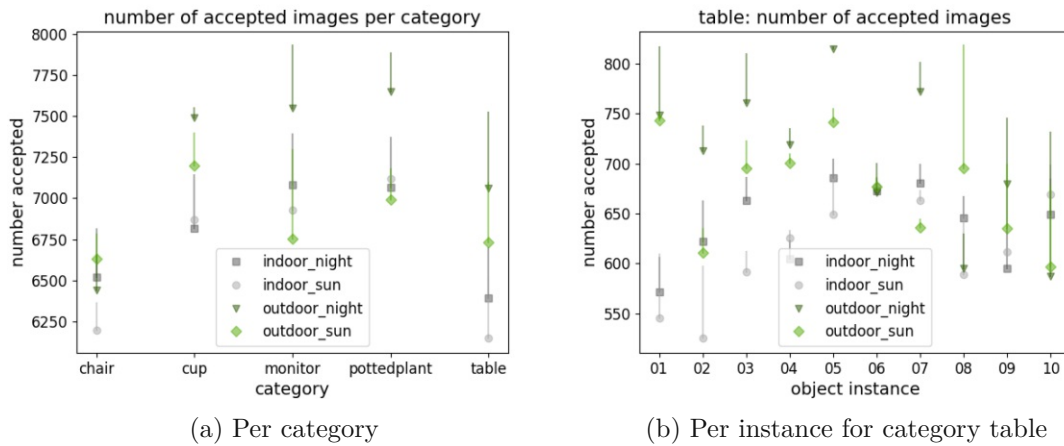 number of accepted images per category
number accepted
8000
7750
7500
7250
7000
6750
6500
6250
indoor_night
indoor_sun
outdoor_night
outdoor_sun
chair cup monitor pottedplant table
category
(a) Per category
table: number of accepted images
number accepted
800
750
700
650
600
550
indoor_night
indoor_sun
outdoor_night
outdoor_sun
01 02 03 04 05 06 07 08 09 10
object instance
(b) Per instance for category table